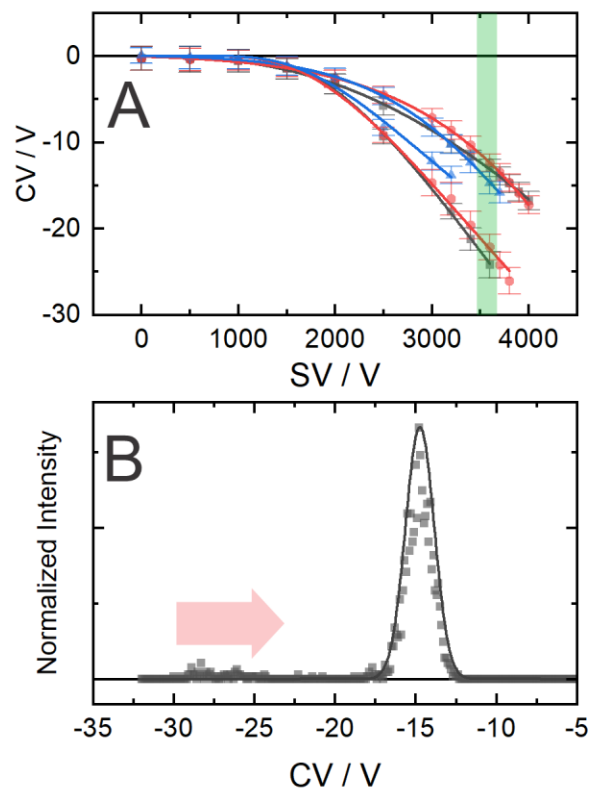 0
-10
-20
-30
CV / V
A
0 1000 2000 3000 4000
SV / V
B
Normalized Intensity
-35 -30 -25 -20 -15 -10 -5
CV / V